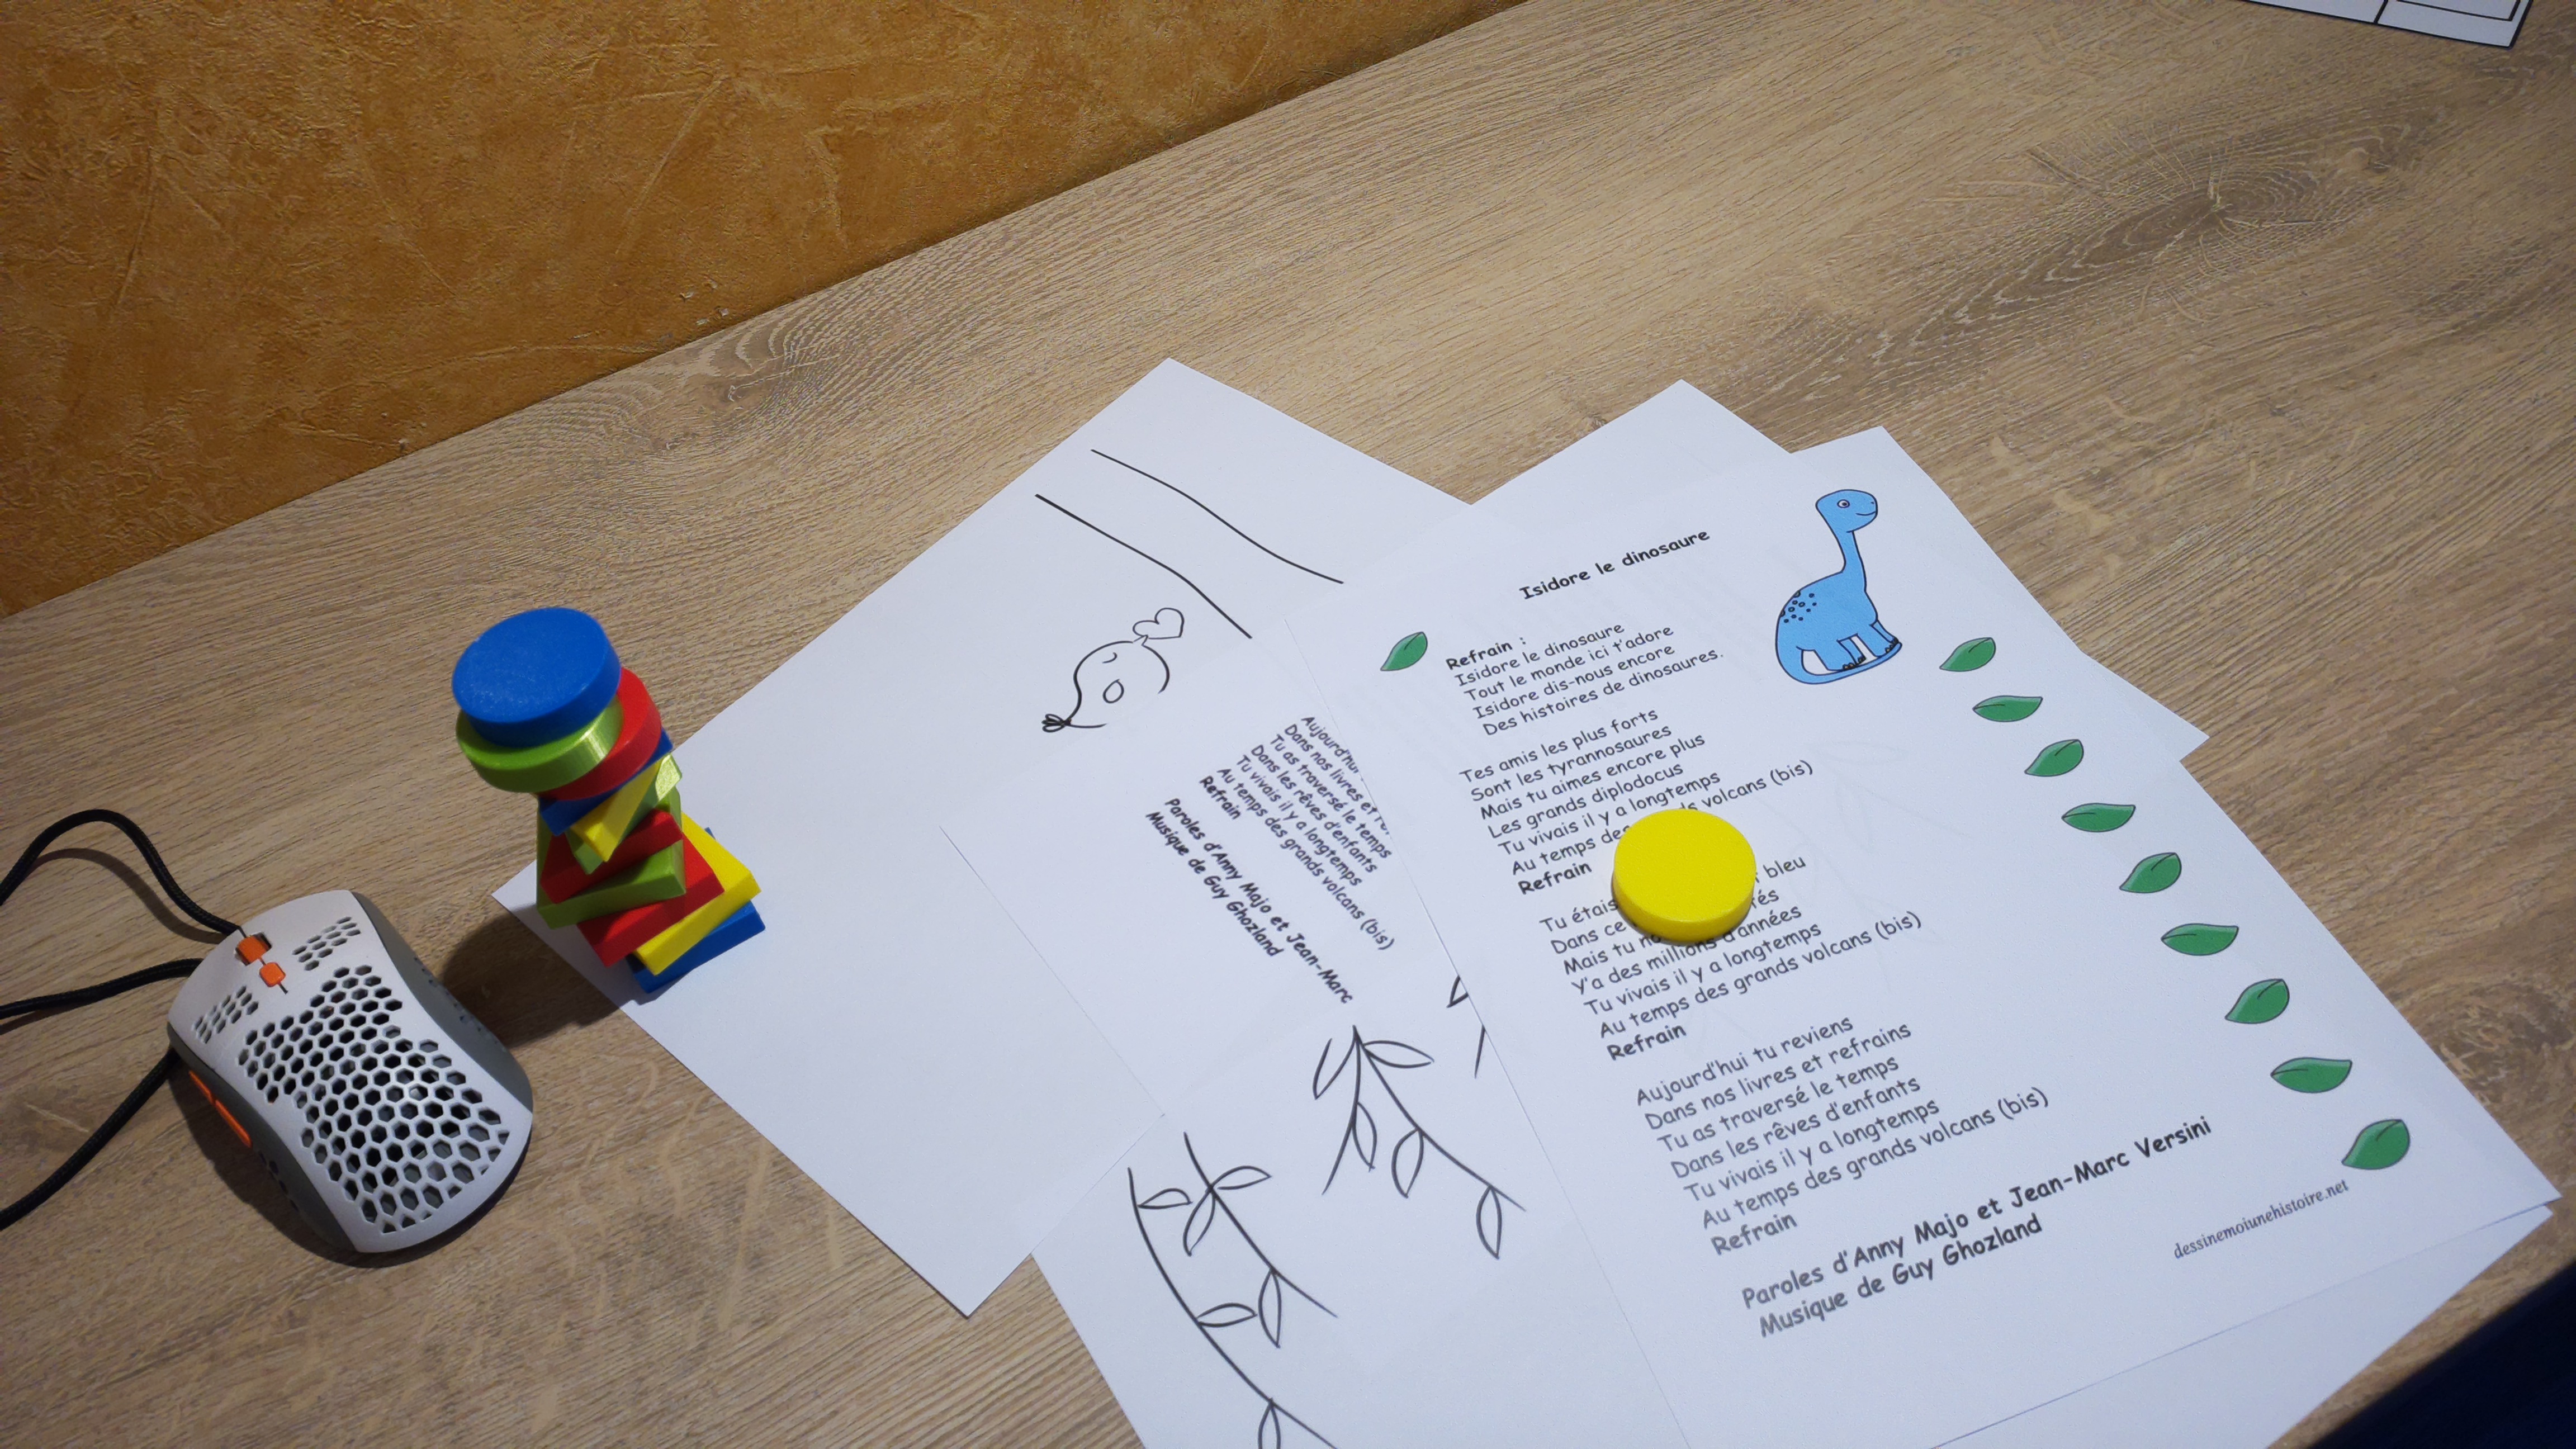 Isidore le dinosaure
Refrain :
Isidore le dinosaure
Tout le monde ici t'adore
Isidore dis-nous encore
Des histoires de dinosaures.
Tes amis les plus forts
Sont les tyrannosaures
Mais tu aimes encore plus
Les grands diplodocus
Tu vivais il y a longtemps
Au temps des volcans (bis)
Refrain
Tu étais bleu
Dans ce
Mais tu
Y'a des millions d'années
Tu vivais il y a longtemps
Au temps des grands volcans (bis)
Refrain
Aujourd'hui tu reviens
Dans nos livres et refrains
Tu as traversé le temps
Dans les rêves d'enfants
Tu vivais il y a longtemps
Au temps des grands volcans (bis)
Refrain
Paroles d'Anny Majo et Jean-Marc Versini
Musique de Guy Ghozland
dessinemoiunehistoire.net
Aujourd'hui
Dans nos livres et
Tu as traversé le temps
Dans les rêves d'enfants
Tu vivais il y a longtemps
Au temps des grands volcans (bis)
Refrain
Paroles d'Anny Majo et Jean-Marc
Musique de Guy Ghozland